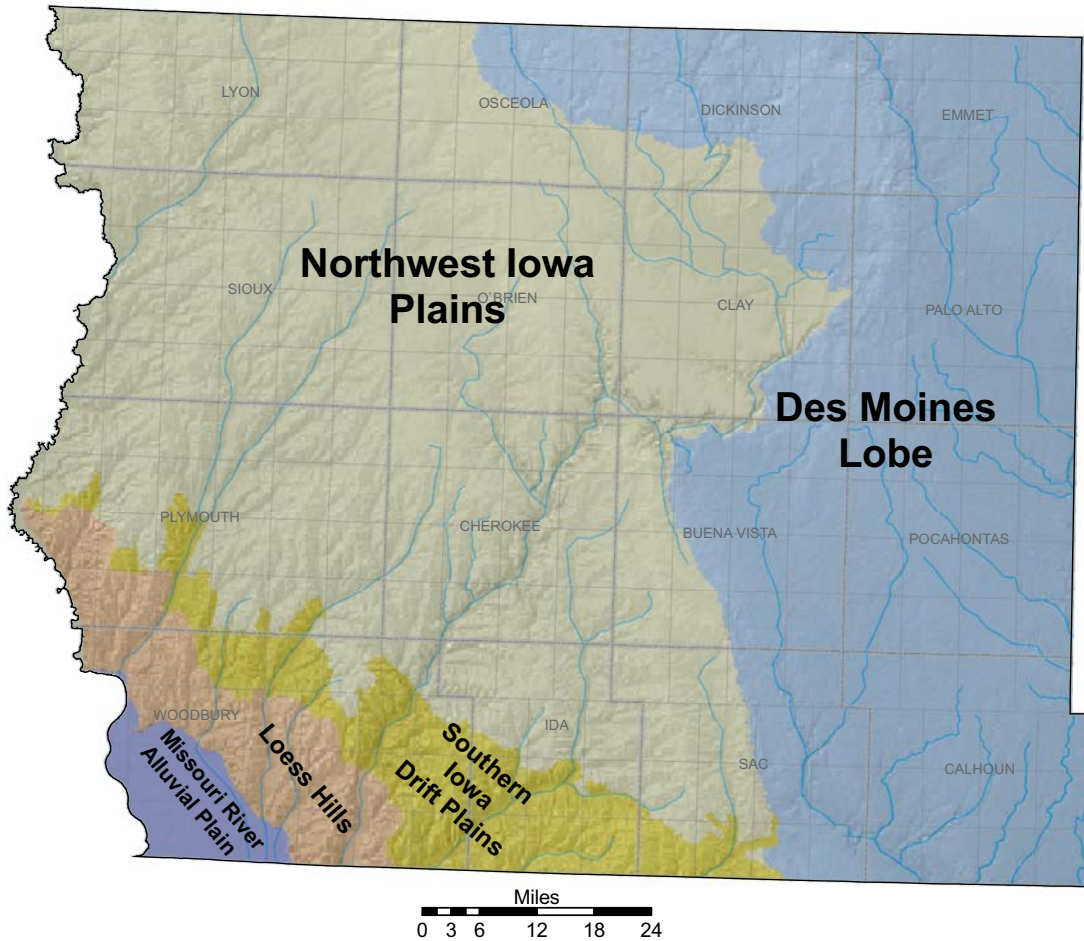 LYON
OSCEOLA
DICKINSON
EMMET
Northwest Iowa
Plains
SIOUX
O'BRIEN
CLAY
PALO ALTO
Des Moines
Lobe
PLYMOUTH
CHEROKEE
BUENA VISTA
POCAHONTAS
WOODBURY
IDA
SAC
CALHOUN
Missouri River
Alluvial Plain
Loess Hills
Southern
Iowa
Drift Plains
Miles
0 3 6 12 18 24